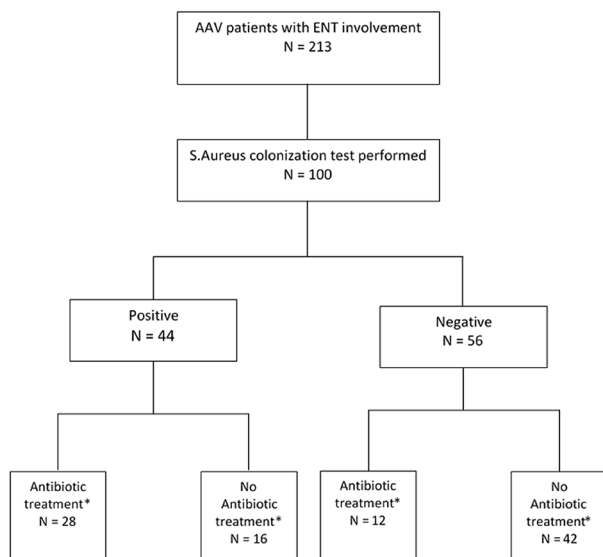 AAV patients with ENT involvement
N = 213
S.Aureus colonization test performed
N = 100
Positive
N = 44
Negative
N = 56
Antibiotic
treatment*
N = 28
No
Antibiotic
treatment*
N = 16
Antibiotic
treatment*
N = 12
No
Antibiotic
treatment*
N = 42